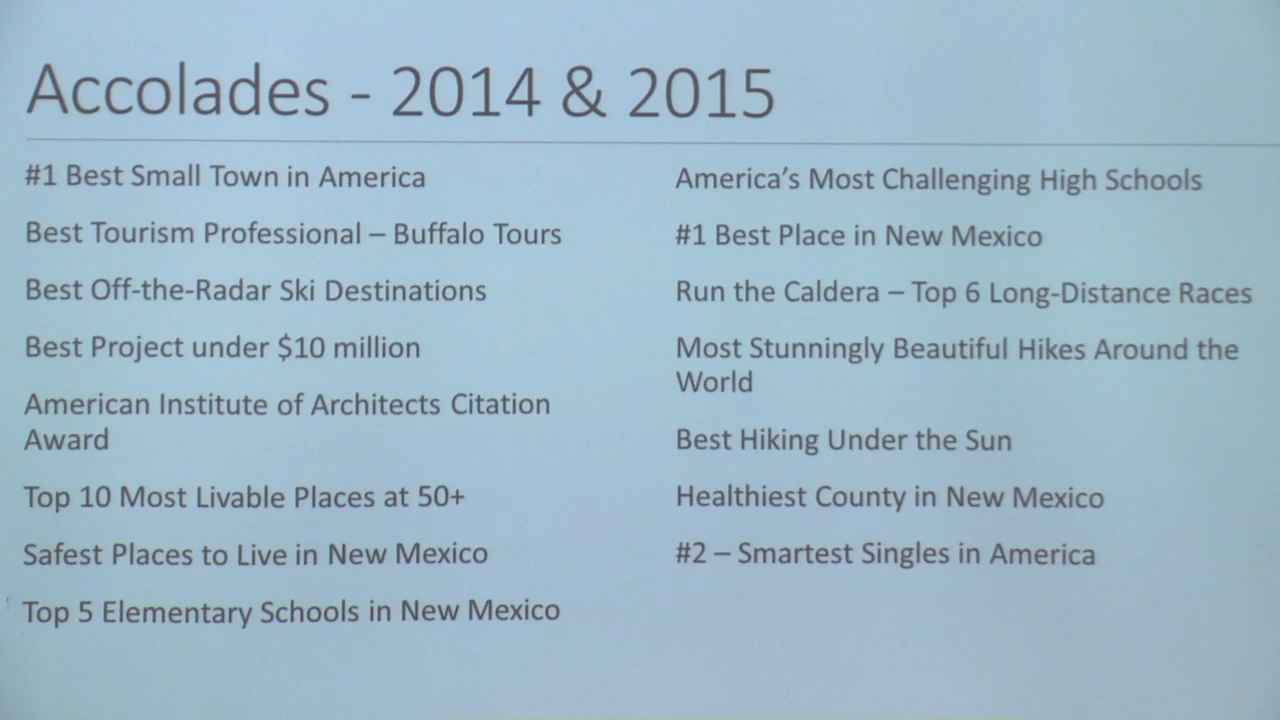 Accolades - 2014 & 2015
#1 Best Small Town in America
Best Tourism Professional – Buffalo Tours
Best Off-the-Radar Ski Destinations
Best Project under $10 million
American Institute of Architects Citation
Award
Top 10 Most Livable Places at 50+
Safest Places to Live in New Mexico
Top 5 Elementary Schools in New Mexico
America’s Most Challenging High Schools
#1 Best Place in New Mexico
Run the Caldera – Top 6 Long-Distance Races
Most Stunningly Beautiful Hikes Around the
World
Best Hiking Under the Sun
Healthiest County in New Mexico
#2 – Smartest Singles in America